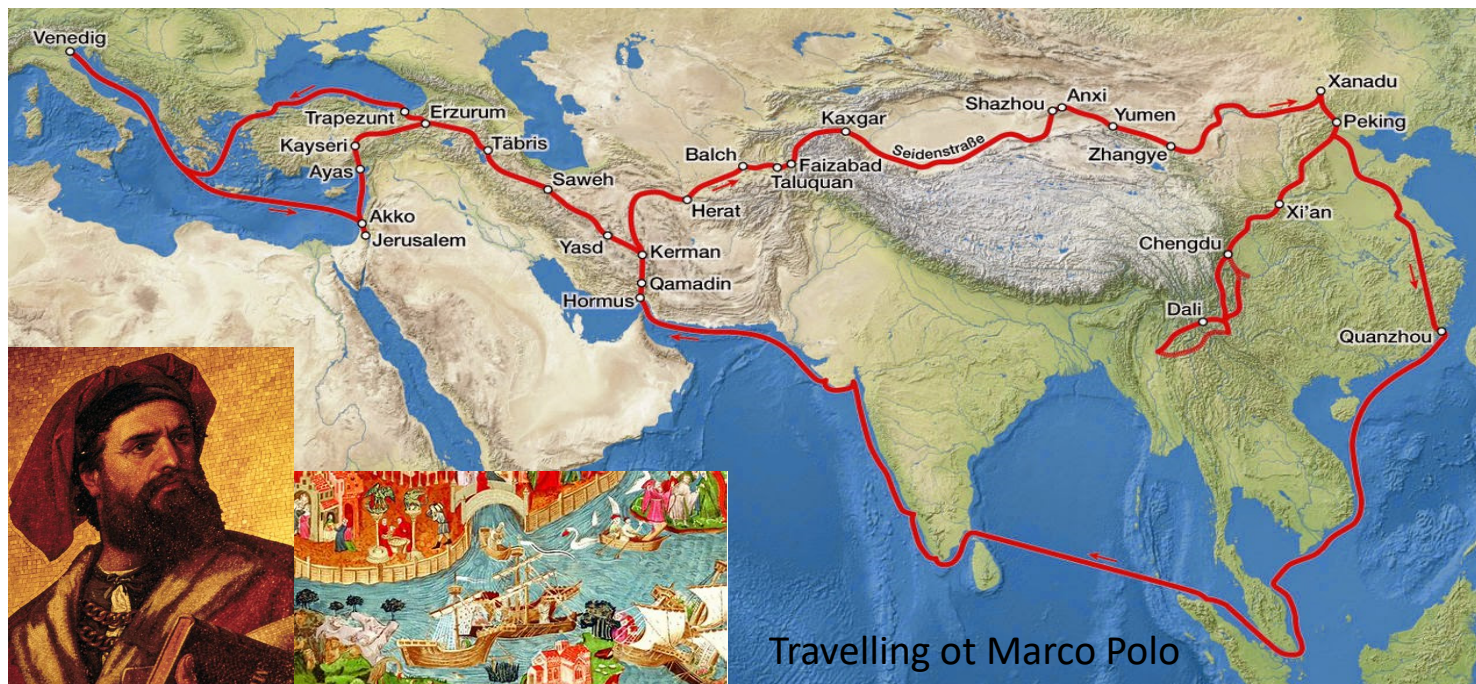 Venedig
Trapezunt
Erzurum
Kayseri
Täbris
Ayas
Saweh
Akko
Jerusalem
Yasd
Kerman
Qamadin
Hormus
Herat
Balch
Taluquan
Faizabad
Kaxgar
Seidenstraße
Shazhou
Anxi
Yumen
Zhangye
Xanadu
Peking
Xi'an
Chengdu
Dali
Quanzhou
Travelling ot Marco Polo